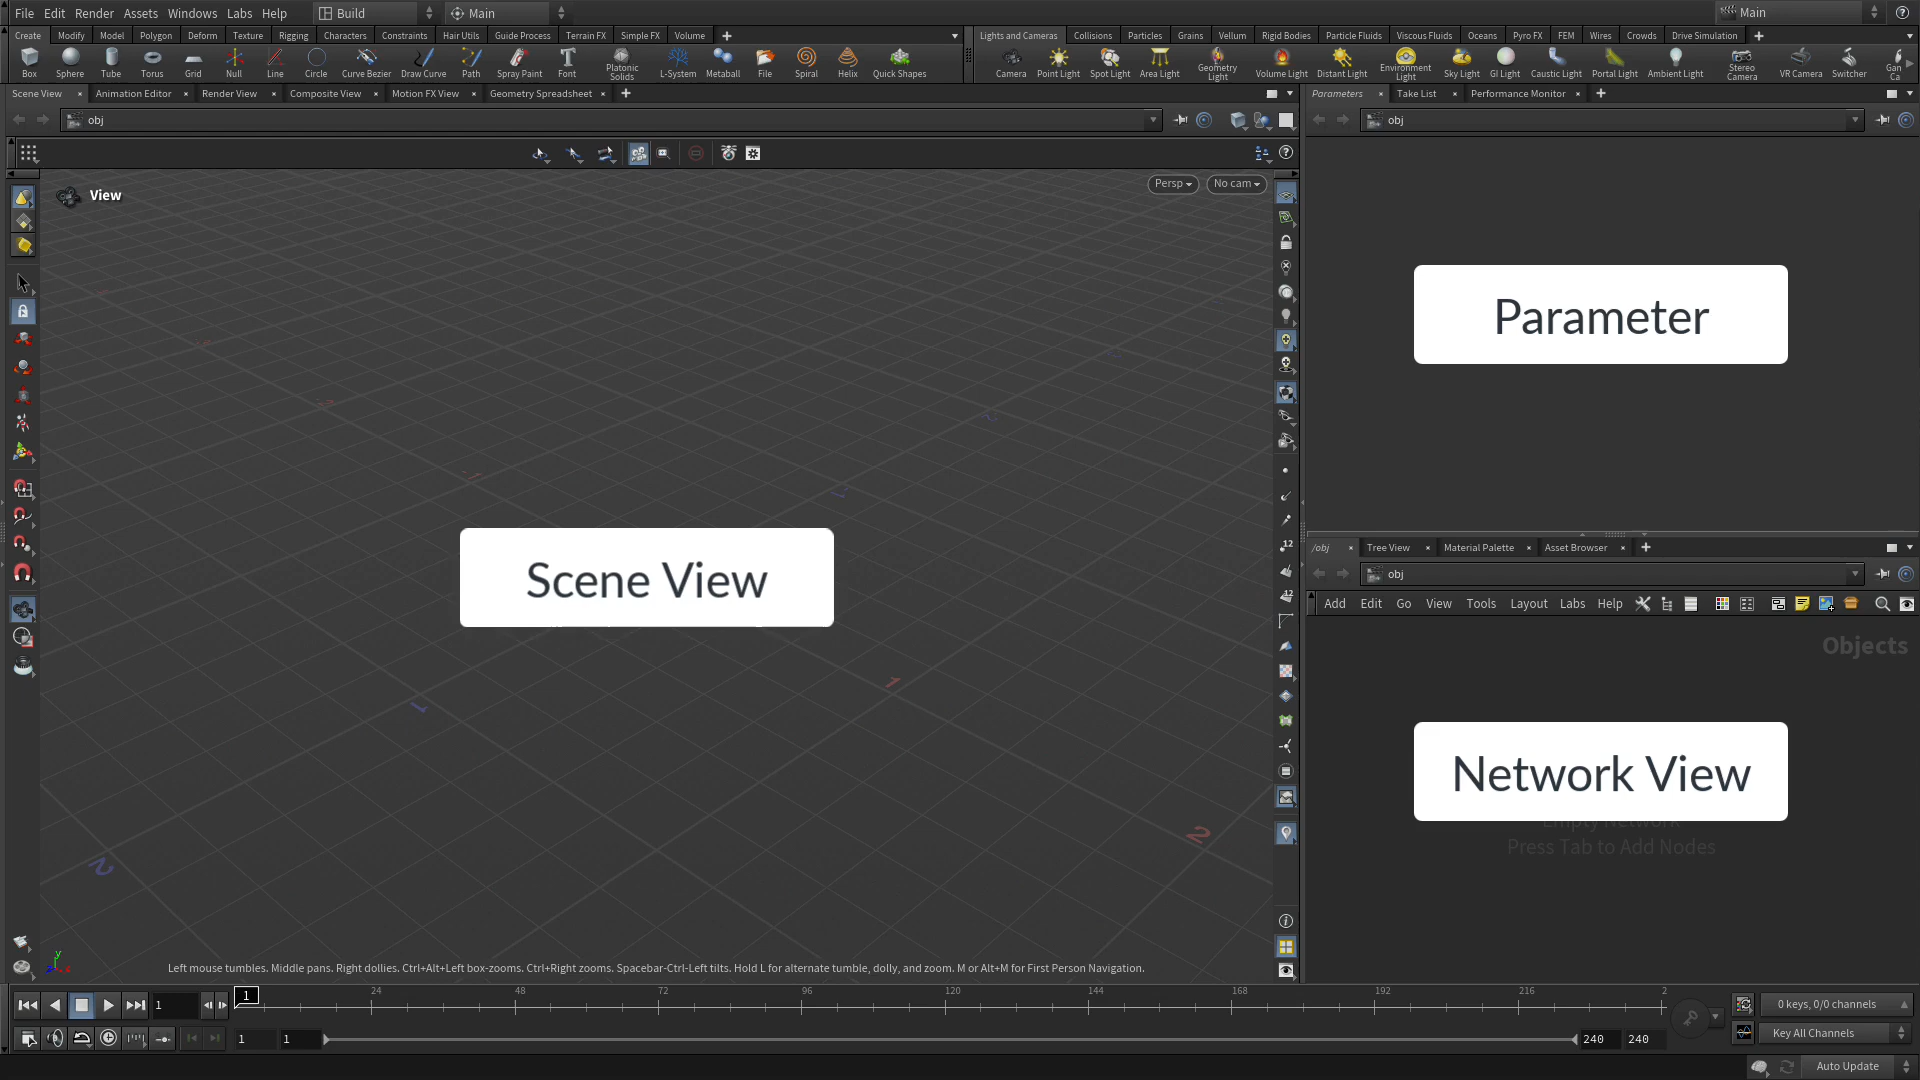 File Edit Render Assets Windows Labs Help Build Main Main
Create Modify Model Polygon Deform Texture Rigging Characters Constraints Hair Utils Guide Process Terrain FX Simple FX Volume
Lights and Cameras Collisions Particles Grains Vellum Rigid Bodies Particle Fluids Viscous Fluids Oceans Pyro FX FEM Wires Crowds Drive Simulation
Box Sphere Tube Torus Grid Null Line Circle Curve Bezier Draw Curve Path Spray Paint Font Platonic Solids L-System Metaball File Spiral Helix Quick Shapes
Camera Point Light Spot Light Area Light Geometry Light Volume Light Distant Light Environment Light Sky Light GI Light Caustic Light Portal Light Ambient Light Stereo Camera VR Camera Switcher Gan Ca
Scene View Animation Editor Render View Composite View Motion FX View Geometry Spreadsheet
Parameters Take List Performance Monitor
obj
obj
View
Persp No cam
Parameter
Scene View
/obj Tree View Material Palette Asset Browser
obj
Add Edit Go View Tools Layout Labs Help
Objects
Network View
Empty Network
Press Tab to Add Nodes
12
12
1
1
2
2
y
Left mouse tumbles. Middle pans. Right dollies. Ctrl+Alt+Left box-zooms. Ctrl+Right zooms. Spacebar-Ctrl-Left tilts. Hold L for alternate tumble, dolly, and zoom. M or Alt+M for First Person Navigation.
1 1 24 48 72 96 120 144 168 192 216 2
0 keys, 0/0 channels
1 1 240 240
Key All Channels
Auto Update